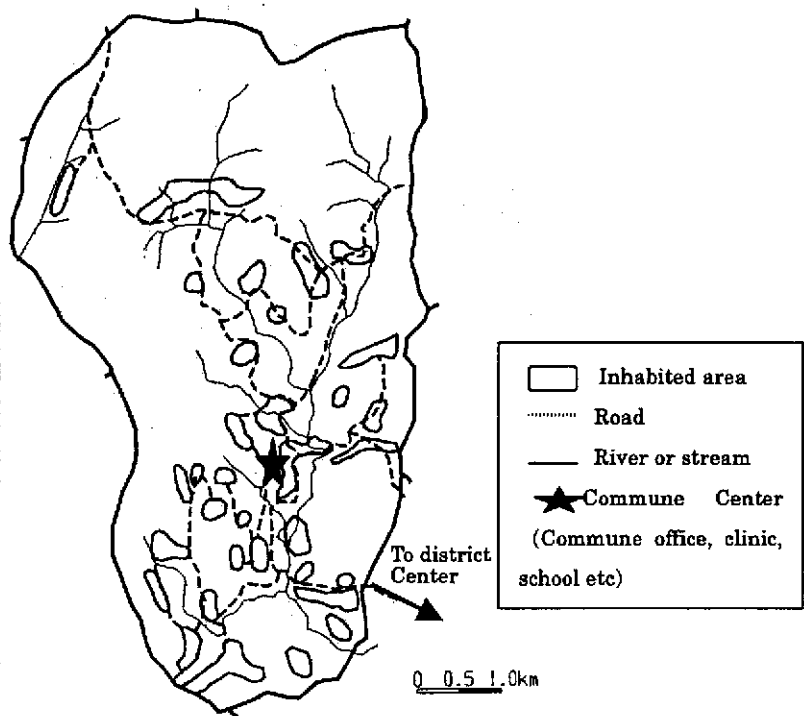 To district
Center
0 0.5 1.0km
Inhabited area
Road
River or stream
Commune Center
(Commune office, clinic,
school etc)